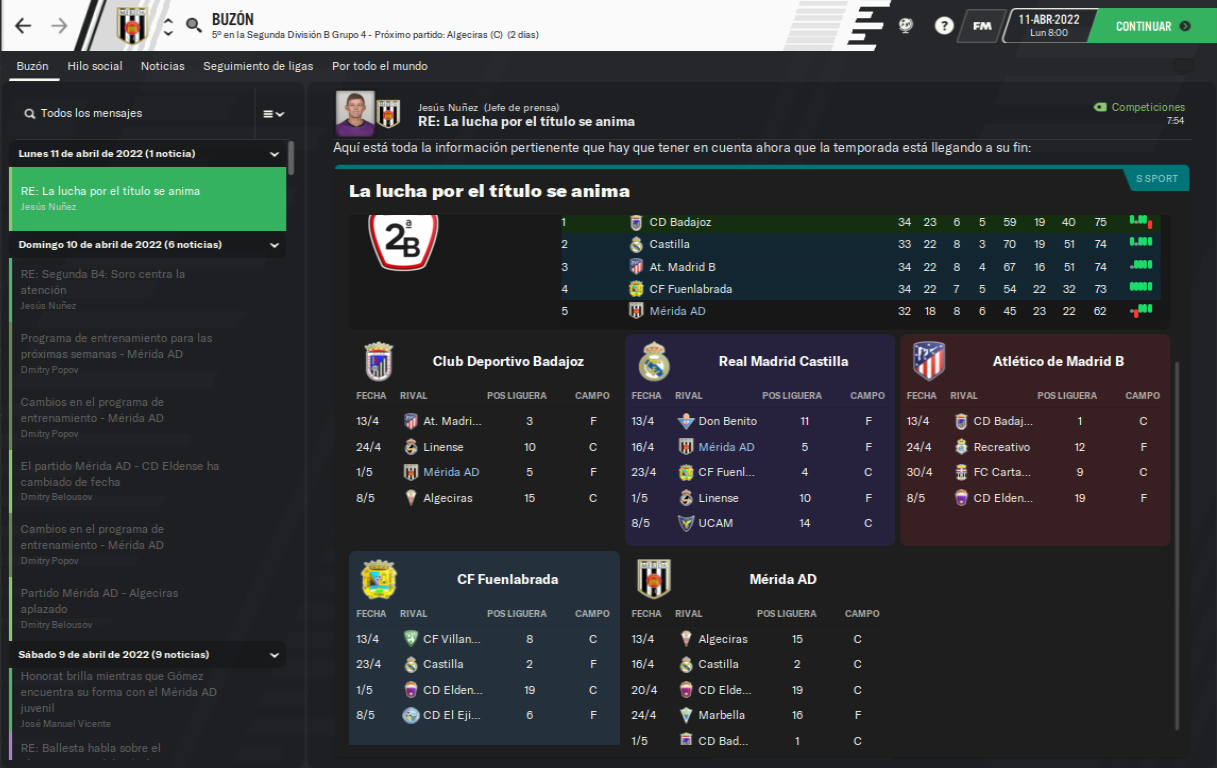 BUZÓN
5º en la Segunda División B Grupo 4 - Próximo partido: Algeciras (C) (2 días)
?
FM
11-ABR-2022
Lun 8:00
CONTINUAR
Buzón Hilo social Noticias Seguimiento de ligas Por todo el mundo
Todos los mensajes
Lunes 11 de abril de 2022 (1 noticia)
RE: La lucha por el título se anima
Jesús Nuñez
Domingo 10 de abril de 2022 (6 noticias)
RE: Segunda B4: Soro centra la
atención
Jesús Nuñez
Programa de entrenamiento para las
próximas semanas - Mérida AD
Dmitry Popov
Cambios en el programa de
entrenamiento - Mérida AD
Dmitry Popov
El partido Mérida AD - CD Eldense ha
cambiado de fecha
Dmitry Belousov
Cambios en el programa de
entrenamiento - Mérida AD
Dmitry Popov
Partido Mérida AD - Algeciras
aplazado
Dmitry Belousov
Sábado 9 de abril de 2022 (9 noticias)
Honorat brilla mientras que Gómez
encuentra su forma con el Mérida AD
juvenil
José Manuel Vicente
RE: Ballesta habla sobre el
Jesús Nuñez (Jefe de prensa)
RE: La lucha por el título se anima
Competiciones
7:54
Aquí está toda la información pertienente que hay que tener en cuenta ahora que la temporada está llegando a su fin:
S SPORT
La lucha por el título se anima
2ªB
1 CD Badajoz 34 23 6 5 59 19 40 75
2 Castilla 33 22 8 3 70 19 51 74
3 At. Madrid B 34 22 8 4 67 16 51 74
4 CF Fuenlabrada 34 22 7 5 54 22 32 73
5 Mérida AD 32 18 8 6 45 23 22 62
Club Deportivo Badajoz
FECHA RIVAL POS LIGUERA CAMPO
13/4 At. Madri... 3 F
24/4 Linense 10 C
1/5 Mérida AD 5 F
8/5 Algeciras 15 C
Real Madrid Castilla
FECHA RIVAL POS LIGUERA CAMPO
13/4 Don Benito 11 F
16/4 Mérida AD 5 F
23/4 CF Fuenl... 4 C
1/5 Linense 10 F
8/5 UCAM 14 C
Atlético de Madrid B
FECHA RIVAL POS LIGUERA CAMPO
13/4 CD Badaj... 1 C
24/4 Recreativo 12 F
30/4 FC Carta... 9 C
8/5 CD Elden... 19 F
CF Fuenlabrada
FECHA RIVAL POS LIGUERA CAMPO
13/4 CF Villan... 8 C
23/4 Castilla 2 F
1/5 CD Elden... 19 C
8/5 CD El Eji... 6 F
Mérida AD
FECHA RIVAL POS LIGUERA CAMPO
13/4 Algeciras 15 C
16/4 Castilla 2 C
20/4 CD Elde... 19 C
24/4 Marbella 16 F
1/5 CD Bad... 1 C